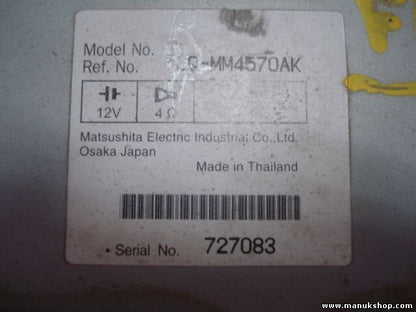 Model No.
Ref. No. -MM4570AK
12V 4Ω
Matsushita Electric Industrial Co.,Ltd.
Osaka Japan
Made in Thailand
Serial No. 727083
www.manukshop.com